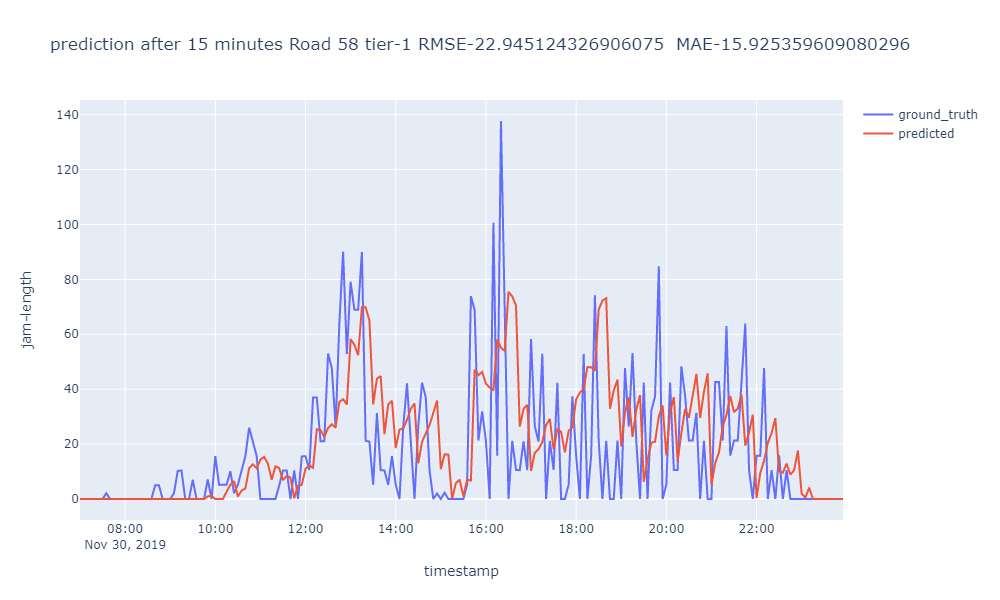 prediction after 15 minutes Road 58 tier-1 RMSE-22.945124326906075  MAE-15.925359609080296
ground_truth
predicted
140
120
100
80
60
40
20
0
jam-length
08:00 10:00 12:00 14:00 16:00 18:00 20:00 22:00
Nov 30, 2019
timestamp